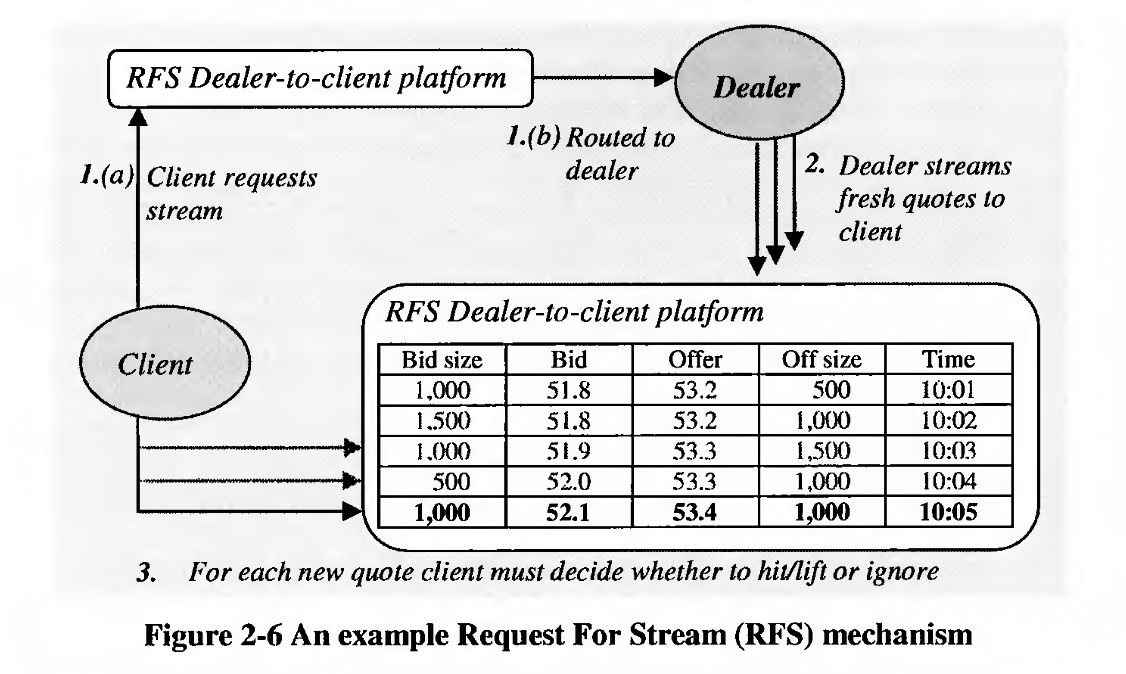 RFS Dealer-to-client platform
Dealer
1.(a) Client requests
stream
1.(b) Routed to
dealer
2. Dealer streams
fresh quotes to
client
Client
RFS Dealer-to-client platform
Bid size Bid Offer Off size Time
1,000 51.8 53.2 500 10:01
1,500 51.8 53.2 1,000 10:02
1,000 51.9 53.3 1,500 10:03
500 52.0 53.3 1,000 10:04
1,000 52.1 53.4 1,000 10:05
3. For each new quote client must decide whether to hit/lift or ignore
Figure 2-6 An example Request For Stream (RFS) mechanism